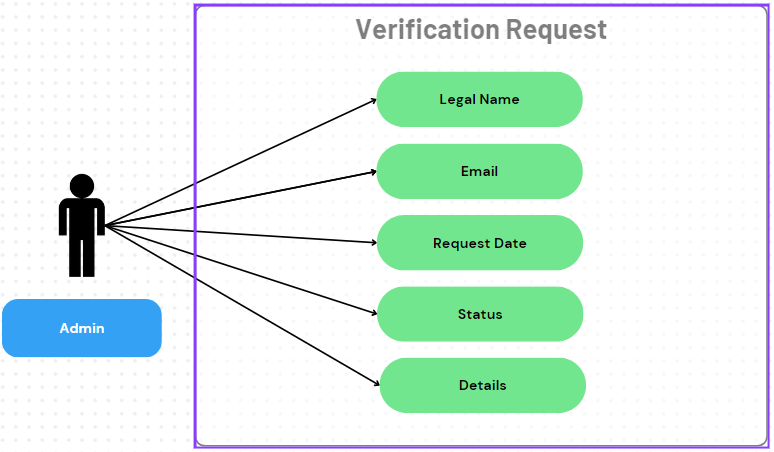 Verification Request
Legal Name
Email
Request Date
Status
Details
Admin